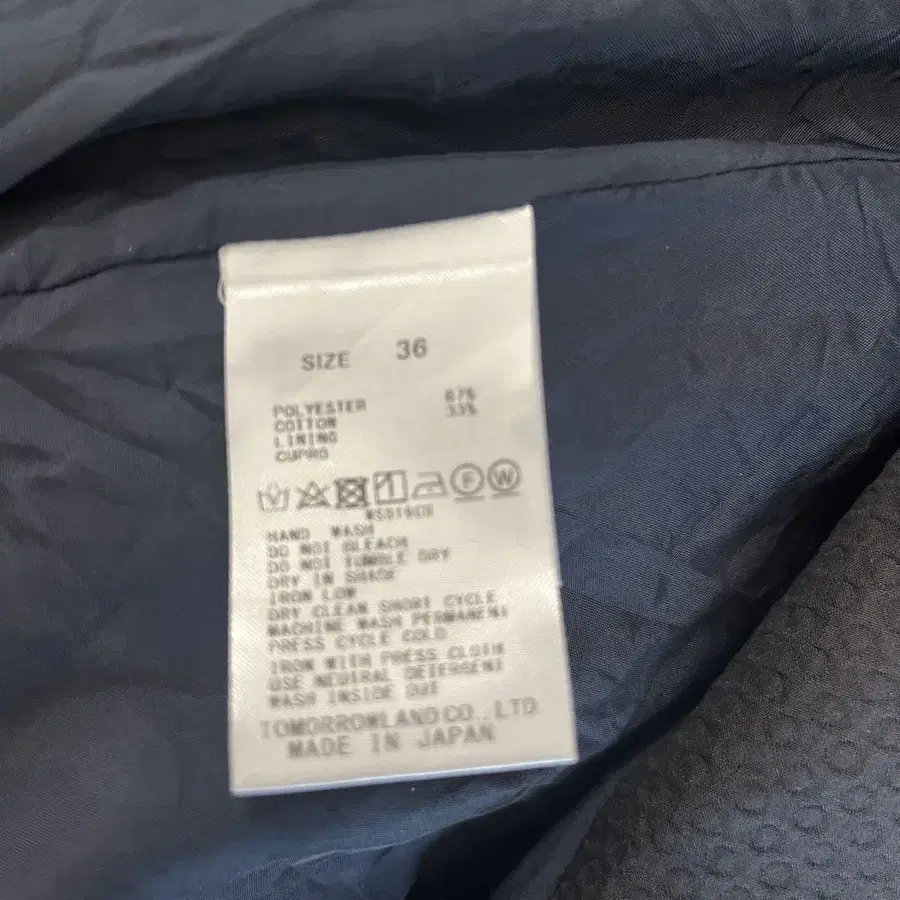 SIZE 36
POLYESTER 67%
COTTON 33%
LINING
CUPRO
F W
HAND WASH
DO NOT BLEACH
DO NOT TUMBLE DRY
DRY IN SHADE
IRON LOW
DRY CLEAN SHORT CYCLE
MACHINE WASH PERMANENT
PRESS CYCLE COLD
IRON WITH PRESS CLOTH
USE NEUTRAL DETERGENT
WASH INSIDE OUT
TOMORROWLAND CO., LTD.
MADE IN JAPAN